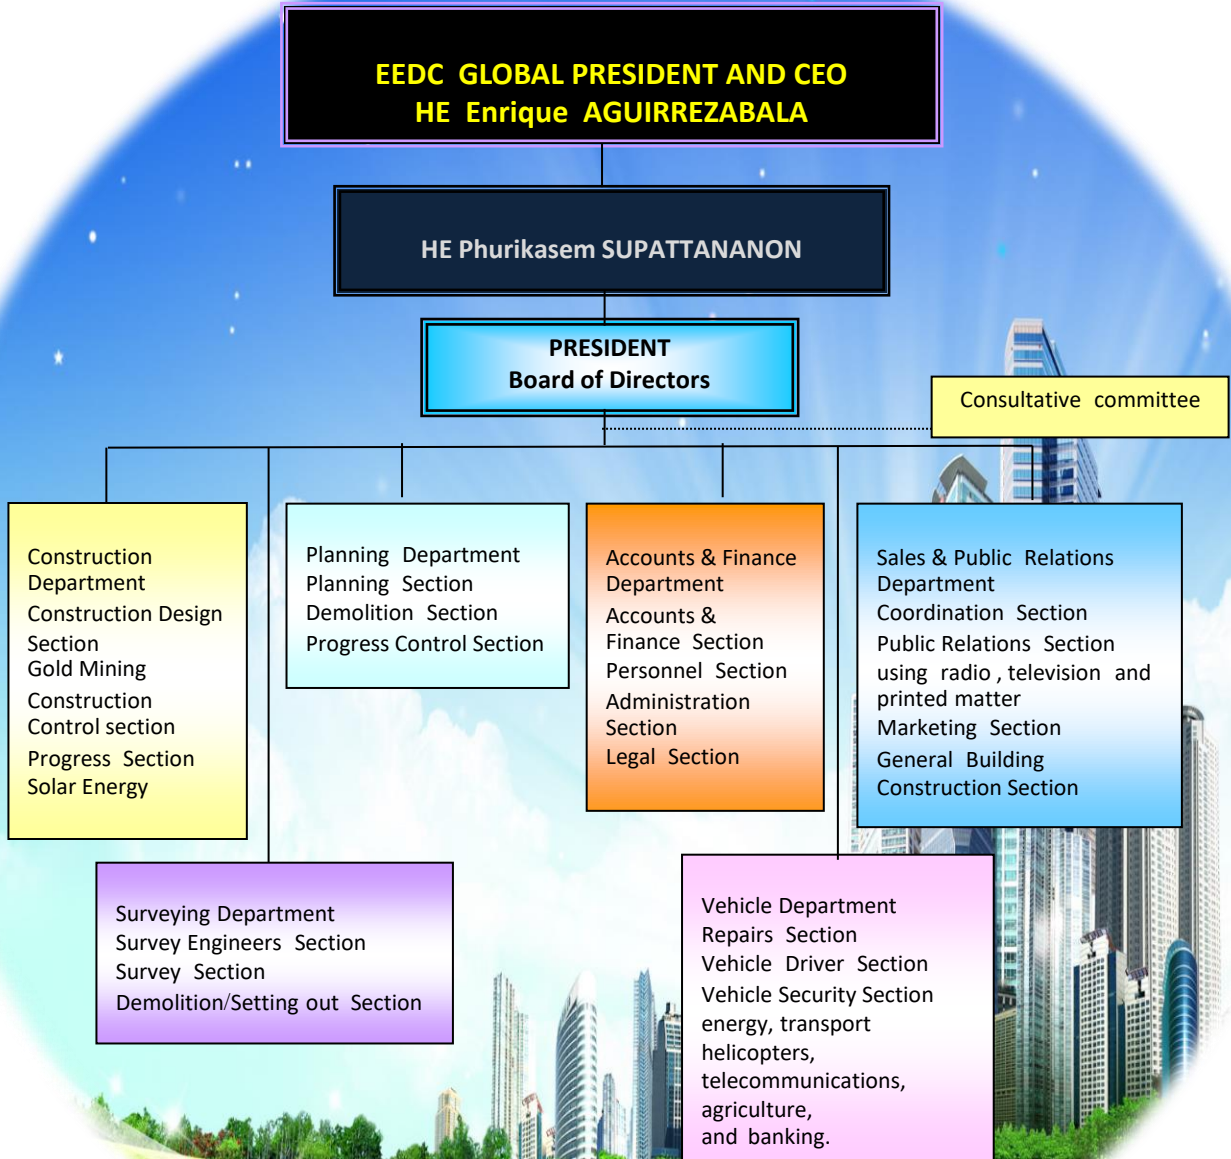 EEDC GLOBAL PRESIDENT AND CEO
HE Enrique AGUIRREZABALA
HE Phurikasem SUPATTANANON
PRESIDENT
Board of Directors
Consultative committee
Construction
Department
Construction Design
Section
Gold Mining
Construction
Control section
Progress Section
Solar Energy
Planning Department
Planning Section
Demolition Section
Progress Control Section
Accounts & Finance
Department
Accounts &
Finance Section
Personnel Section
Administration
Section
Legal Section
Sales & Public Relations
Department
Coordination Section
Public Relations Section
using radio , television and
printed matter
Marketing Section
General Building
Construction Section
Surveying Department
Survey Engineers Section
Survey Section
Demolition/Setting out Section
Vehicle Department
Repairs Section
Vehicle Driver Section
Vehicle Security Section
energy, transport
helicopters,
telecommunications,
agriculture,
and banking.